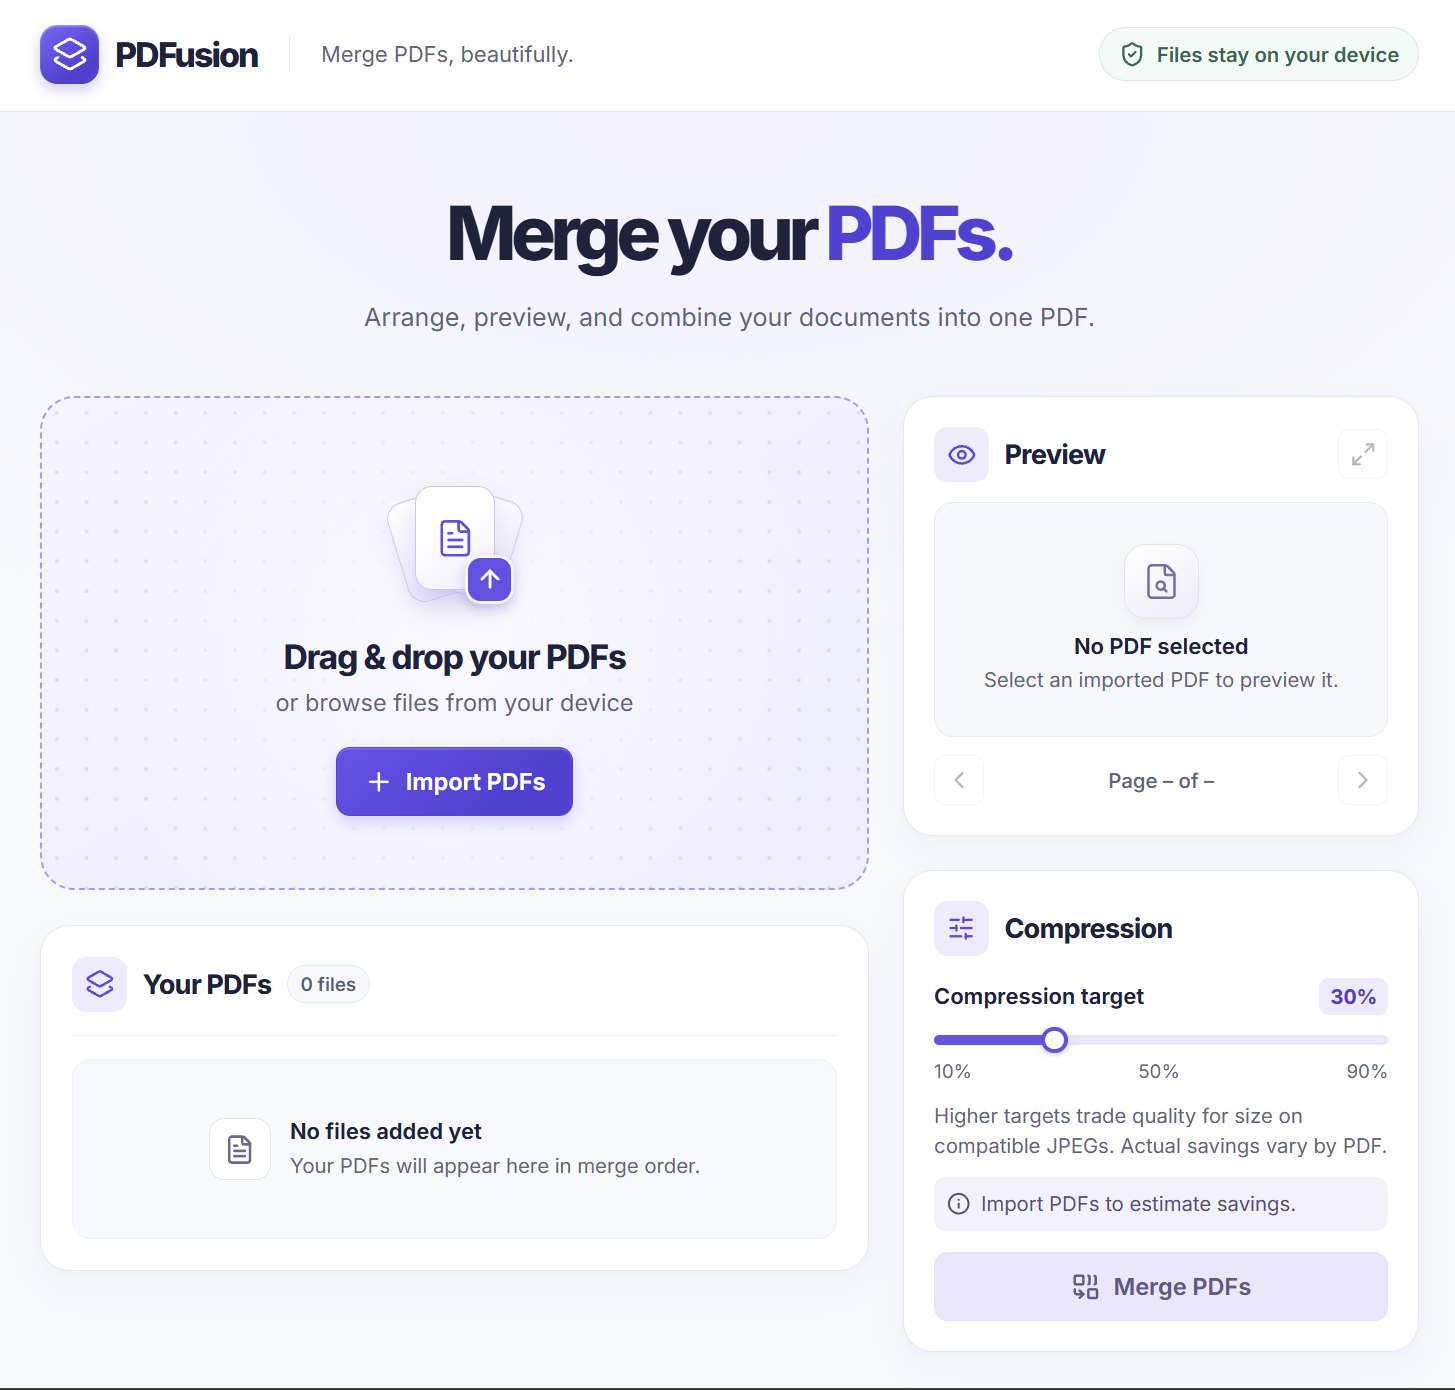 PDFusion
Merge PDFs, beautifully.
Files stay on your device
Merge your PDFs.
Arrange, preview, and combine your documents into one PDF.
Drag & drop your PDFs
or browse files from your device
Import PDFs
Your PDFs
0 files
No files added yet
Your PDFs will appear here in merge order.
Preview
No PDF selected
Select an imported PDF to preview it.
Page – of –
Compression
Compression target
30%
10%
50%
90%
Higher targets trade quality for size on
compatible JPEGs. Actual savings vary by PDF.
Import PDFs to estimate savings.
Merge PDFs